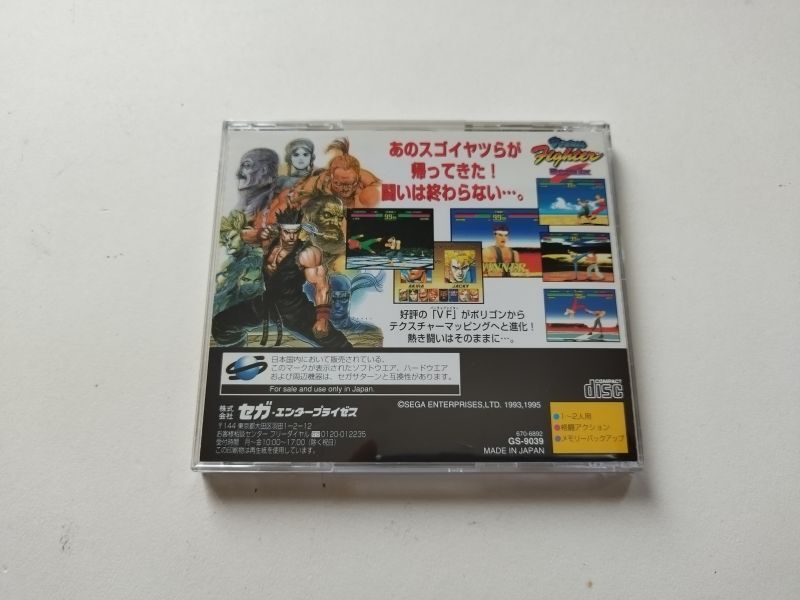 あのスゴイヤツらが
帰ってきた！
闘いは終わらない…。
Virtua
Fighter
REMIX
WINNER
AKIRA
JACKY
好評の「VF」がポリゴンから
テクスチャーマッピングへと進化！
熱き闘いはそのままに…。
日本国内において販売されている、
このマークが表示されたソフトウエア、ハードウエア
および周辺機器は、セガサターンと互換性があります。
For sale and use only in Japan.
COMPACT
disc
株式
会社 セガ・エンタープライゼス
〒144 東京都大田区羽田1-2-12
お客様相談センター フリーダイヤル 0120-012235
受付時間 月～金10:00～17:00（除く祝日）
この印刷物は再生紙を使用しています。
©SEGA ENTERPRISES,LTD. 1993,1995
670-6892
GS-9039
MADE IN JAPAN
1～2人用
格闘アクション
メモリーバックアップ